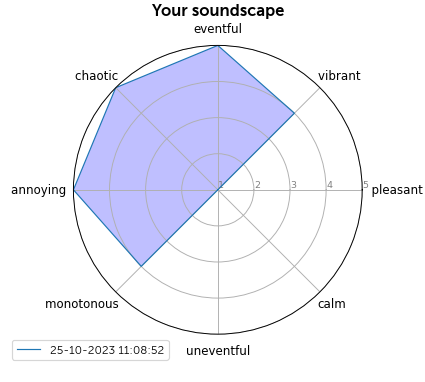 Your soundscape
eventful
chaotic
vibrant
annoying
1 2 3 4 5
pleasant
monotonous
calm
uneventful
25-10-2023 11:08:52